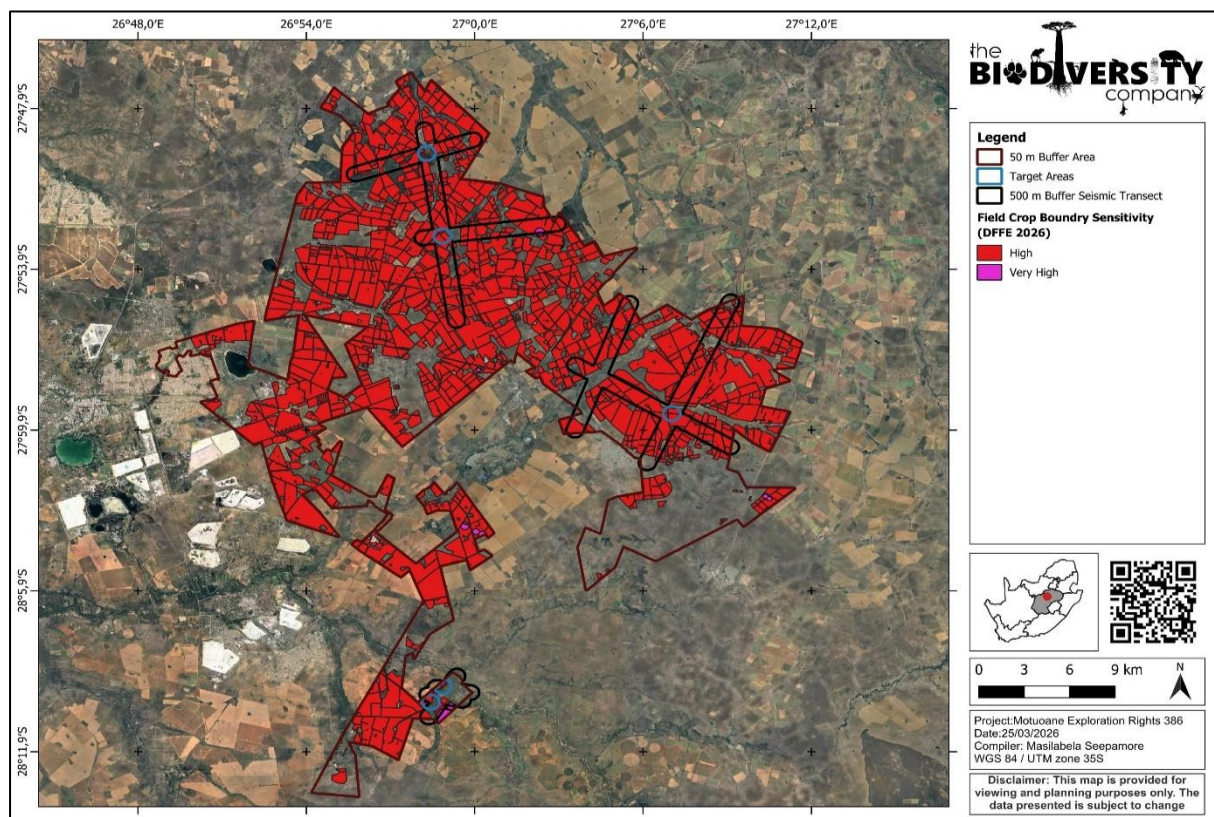 26°48,0'E 26°54,0'E 27°0,0'E 27°6,0'E 27°12,0'E
27°47,9'S
27°53,9'S
27°59,9'S
28°5,9'S
28°11,9'S
the
BIODIVERSITY
company
Legend
50 m Buffer Area
Target Areas
500 m Buffer Seismic Transect
Field Crop Boundry Sensitivity
(DFFE 2026)
High
Very High
0 3 6 9 km
N
Project:Motuoane Exploration Rights 386
Date:25/03/2026
Compiler: Masilabela Seepamore
WGS 84 / UTM zone 35S
Disclaimer: This map is provided for
viewing and planning purposes only. The
data presented is subject to change